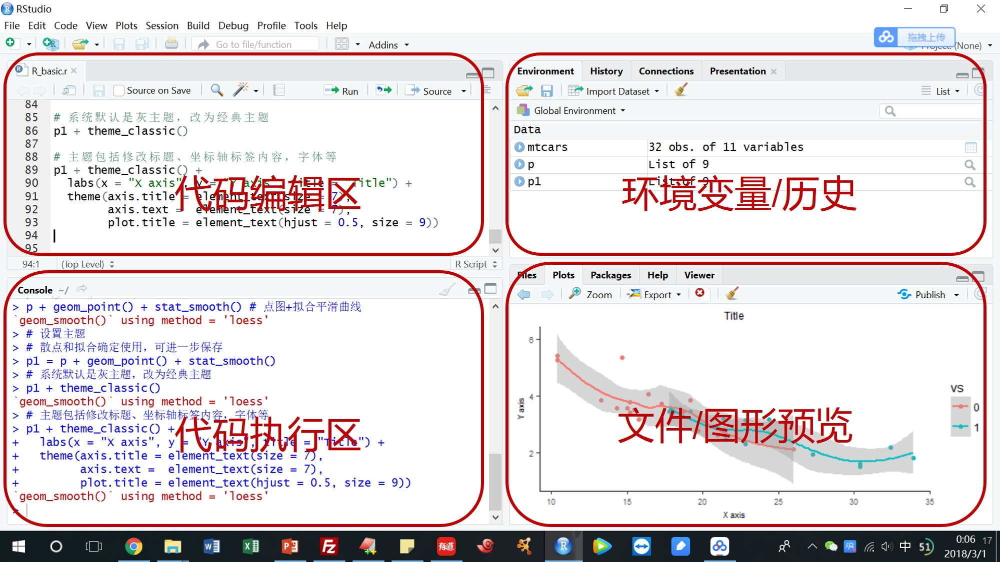 RStudio
File Edit Code View Plots Session Build Debug Profile Tools Help
Go to file/function Addins
拖拽上传
(None)
R_basic.r
Source on Save Run Source
84
85 # 系统默认是灰主题，改为经典主题
86 p1 + theme_classic()
87
88 # 主题包括修改标题、坐标轴标签内容，字体等
89 p1 + theme_classic() +
90 labs(x = "X axis", y = "Y axis", title = "Title") +
91 theme(axis.title = element_text(size = 7),
92 axis.text = element_text(size = 7),
93 plot.title = element_text(hjust = 0.5, size = 9))
94
95
代码编辑区
94:1 (Top Level) R Script
Console ~/
> p + geom_point() + stat_smooth() # 点图+拟合平滑曲线
`geom_smooth()` using method = 'loess'
> # 设置主题
> # 散点和拟合确定使用，可进一步保存
> p1 = p + geom_point() + stat_smooth()
> # 系统默认是灰主题，改为经典主题
> p1 + theme_classic()
`geom_smooth()` using method = 'loess'
> # 主题包括修改标题、坐标轴标签内容，字体等
> p1 + theme_classic() +
+ labs(x = "X axis", y = "Y axis", title = "Title") +
+ theme(axis.title = element_text(size = 7),
+ axis.text = element_text(size = 7),
+ plot.title = element_text(hjust = 0.5, size = 9))
`geom_smooth()` using method = 'loess'
>
代码执行区
Environment History Connections Presentation
Import Dataset List
Global Environment
Data
mtcars 32 obs. of 11 variables
p List of 9
p1 List of 9
环境变量/历史
Files Plots Packages Help Viewer
Zoom Export Publish
Title
6
4
2
Y axis
10 15 20 25 30 35
X axis
VS
0
1
文件/图形预览
中 51 0:06 17
2018/3/1